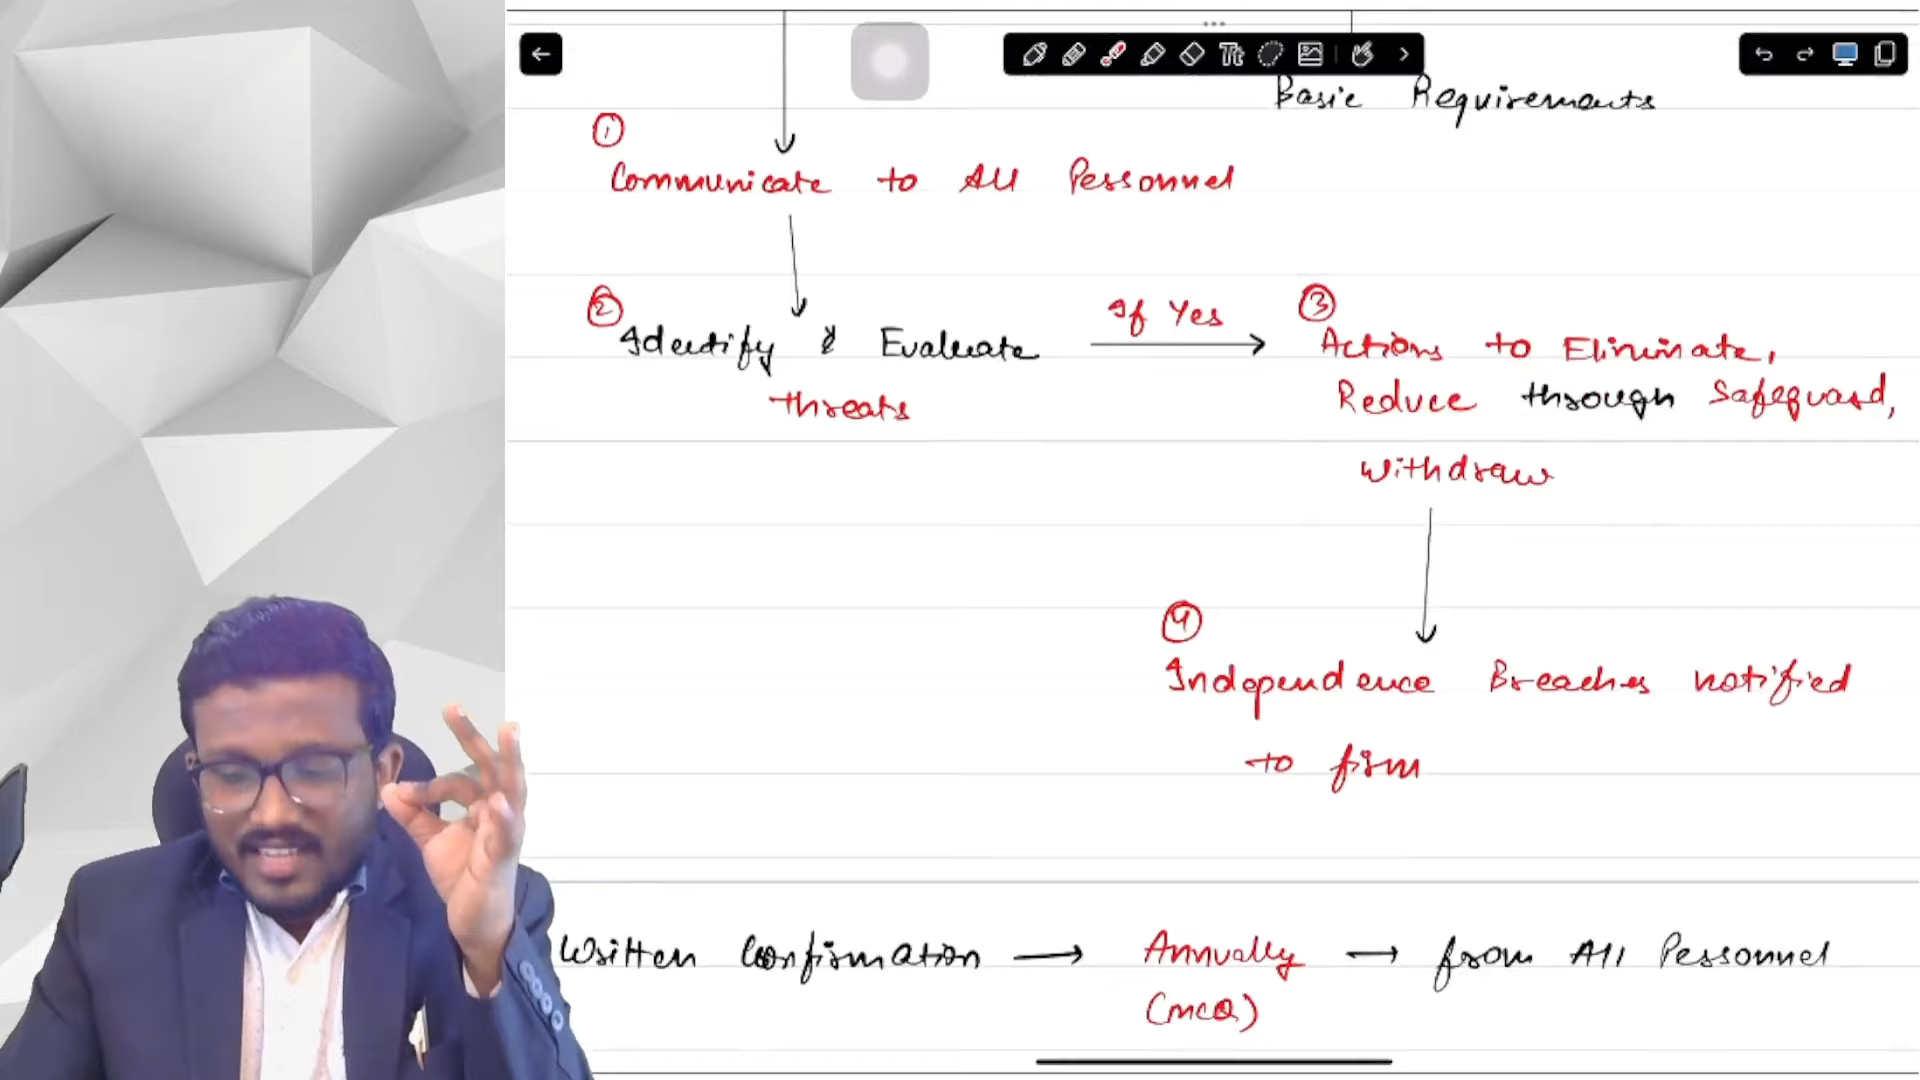 Tt
Basic Requirements
①
Communicate to All Personnel
②
Identify & Evaluate
threats
If Yes
③
Actions to Eliminate,
Reduce through Safeguard,
Withdraw
④
Independence Breaches notified
to firm
Written Confirmation → Annually → from All Personnel
(MCQ)